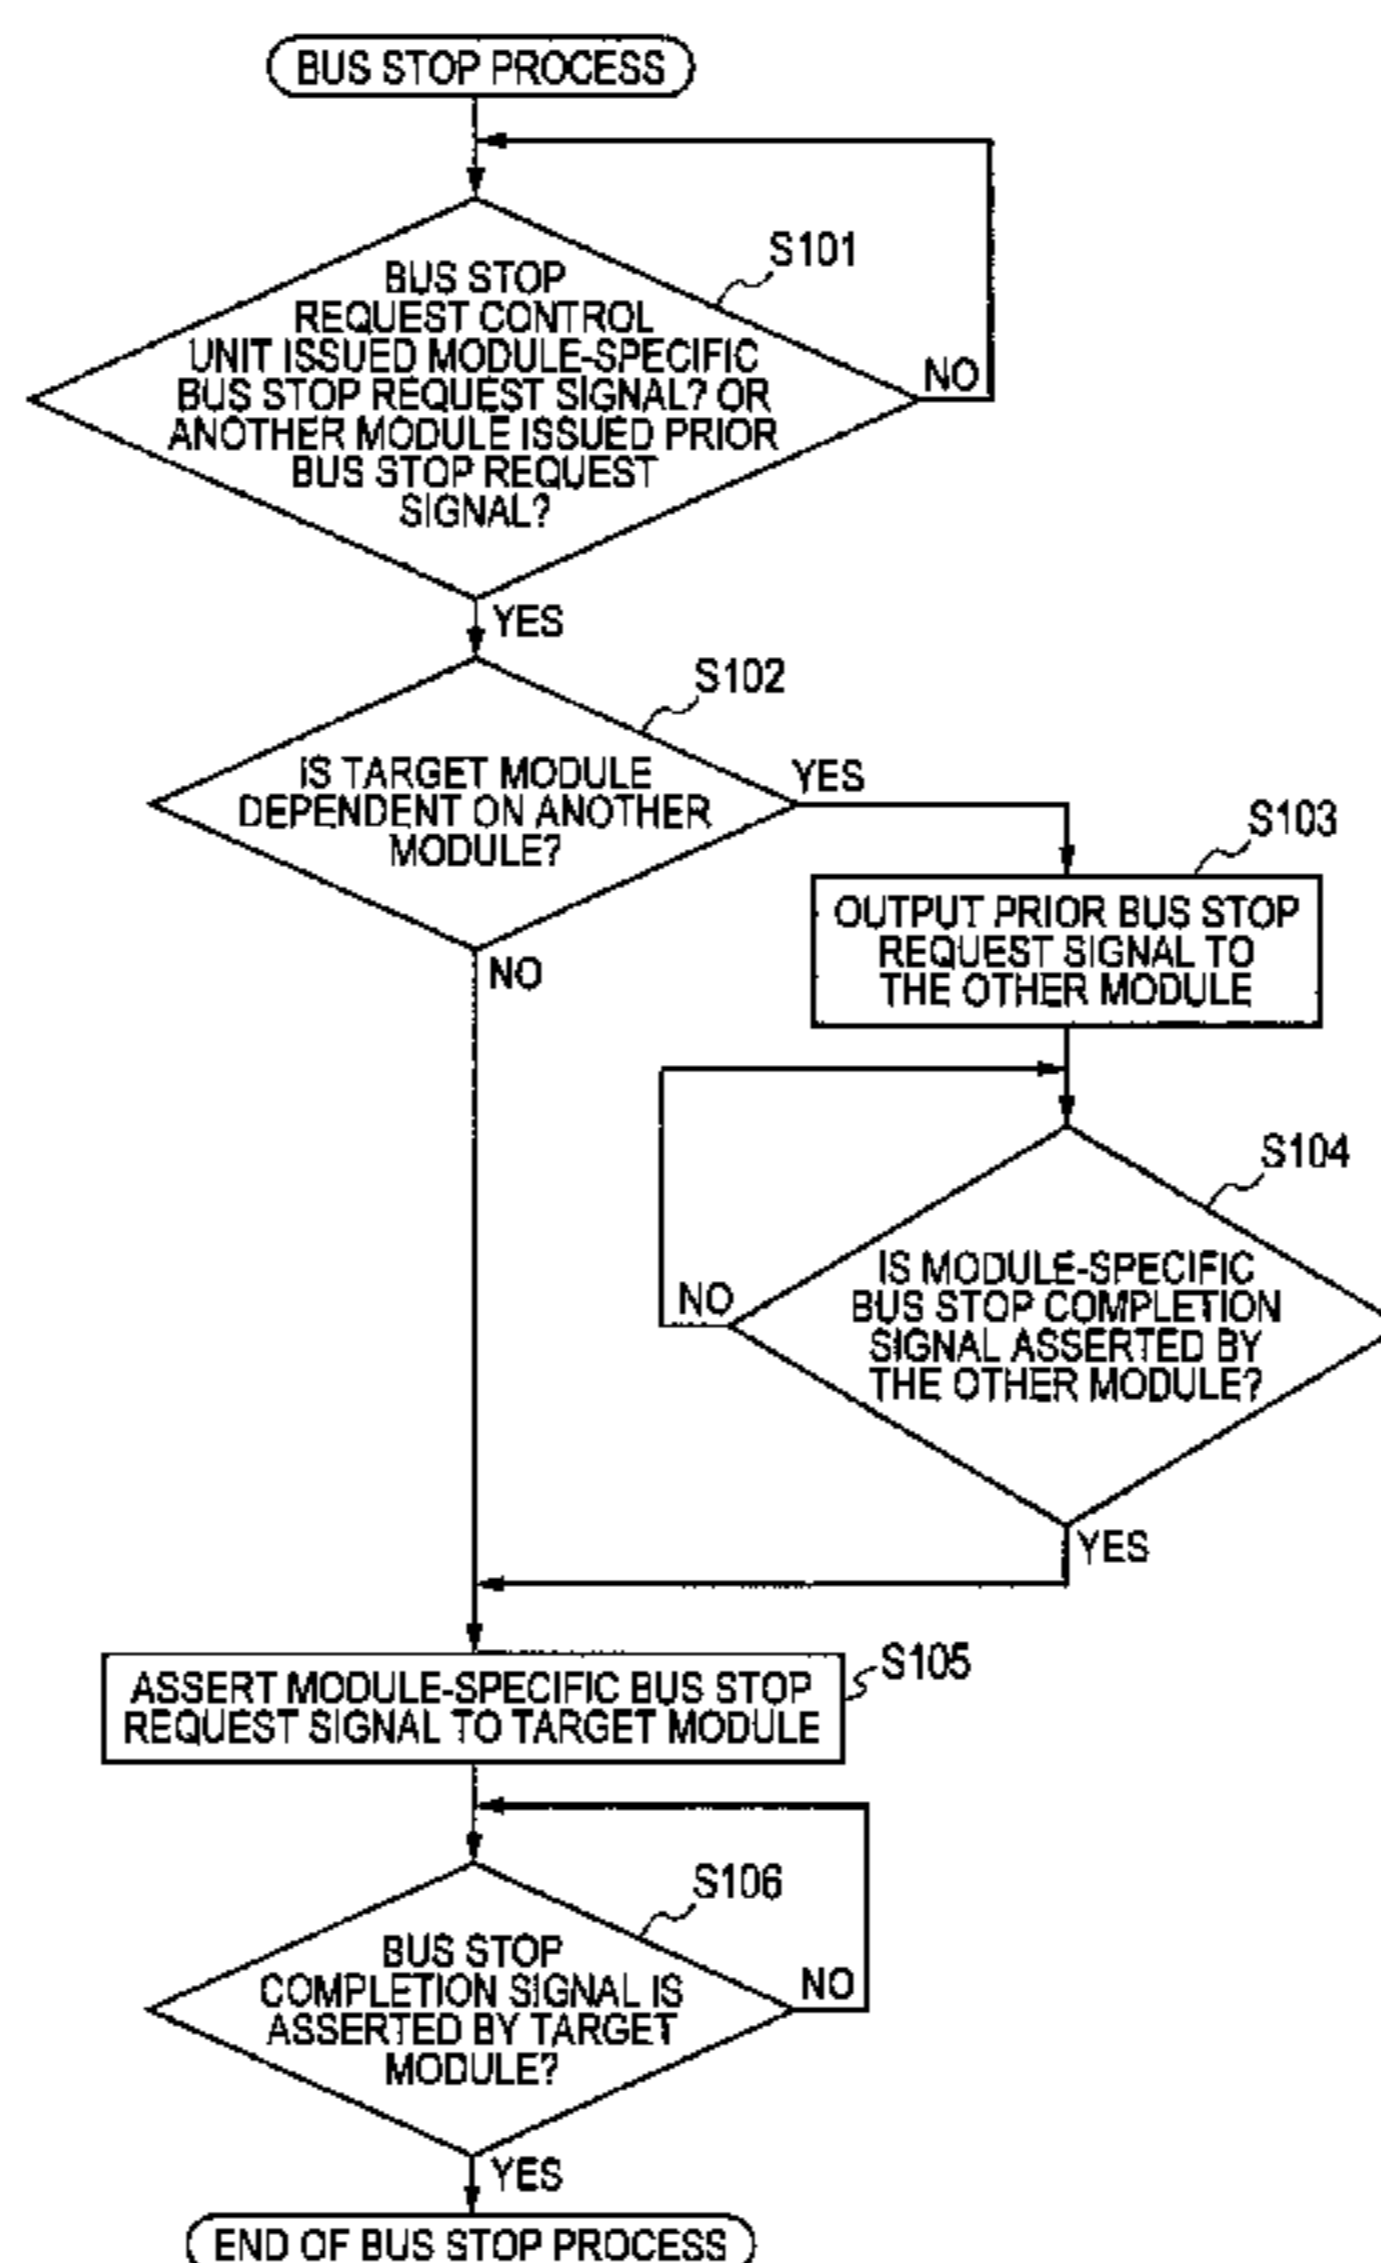 BUS STOP PROCESS
S101
BUS STOP
REQUEST CONTROL
UNIT ISSUED MODULE-SPECIFIC
BUS STOP REQUEST SIGNAL? OR
ANOTHER MODULE ISSUED PRIOR
BUS STOP REQUEST
SIGNAL?
NO
YES
S102
IS TARGET MODULE
DEPENDENT ON ANOTHER
MODULE?
YES
NO
S103
OUTPUT PRIOR BUS STOP
REQUEST SIGNAL TO
THE OTHER MODULE
S104
IS MODULE-SPECIFIC
BUS STOP COMPLETION
SIGNAL ASSERTED BY
THE OTHER MODULE?
NO
YES
S105
ASSERT MODULE-SPECIFIC BUS STOP
REQUEST SIGNAL TO TARGET MODULE
S106
BUS STOP
COMPLETION SIGNAL IS
ASSERTED BY TARGET
MODULE?
NO
YES
END OF BUS STOP PROCESS